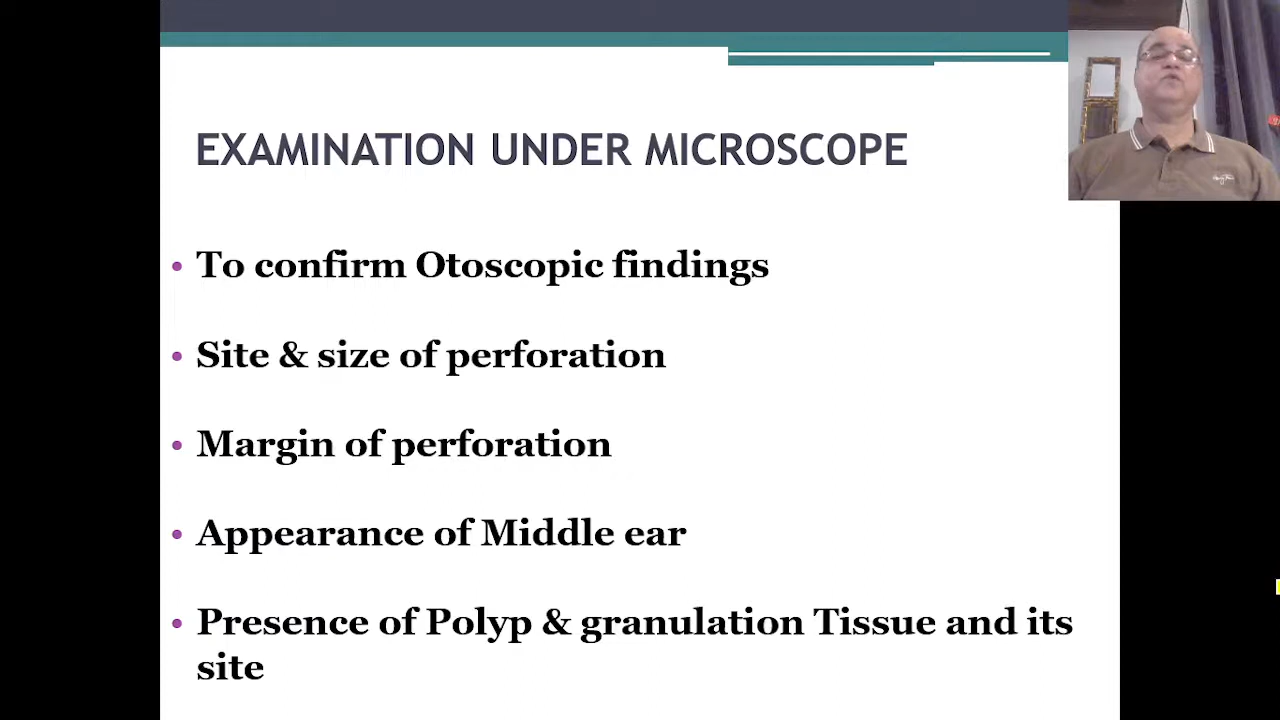 EXAMINATION UNDER MICROSCOPE
• To confirm Otoscopic findings
• Site & size of perforation
• Margin of perforation
• Appearance of Middle ear
• Presence of Polyp & granulation Tissue and its
site